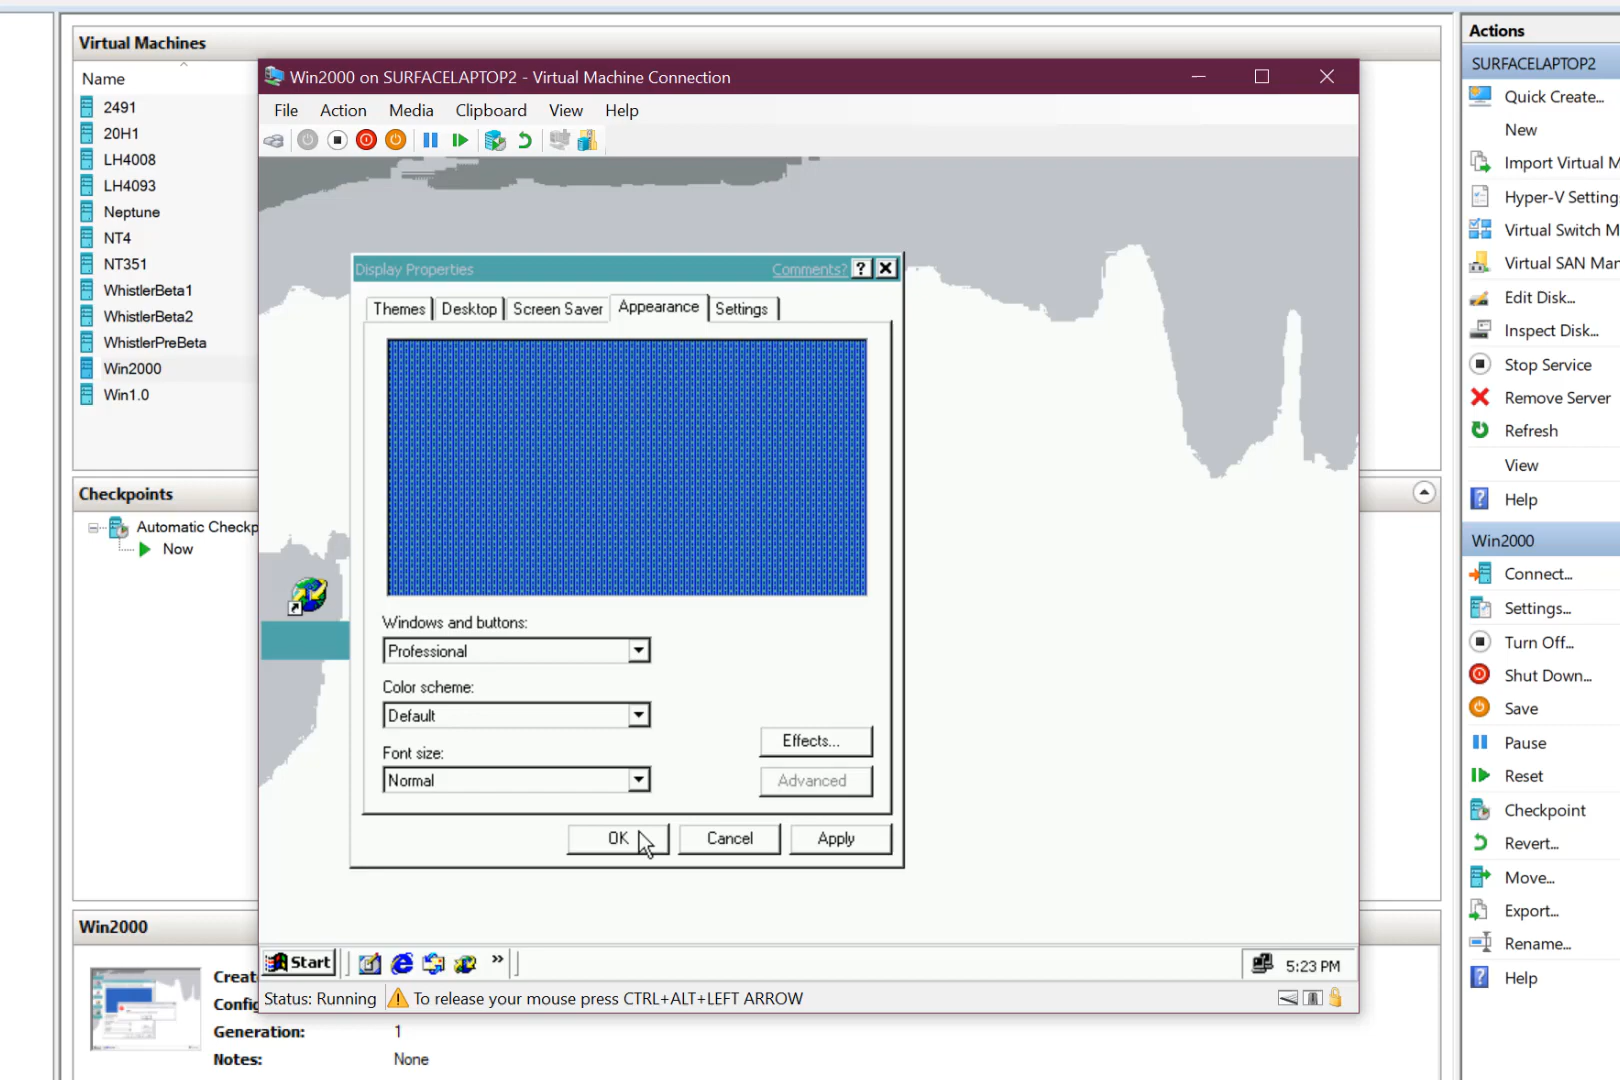 Virtual Machines
Name
2491
20H1
LH4008
LH4093
Neptune
NT4
NT351
WhistlerBeta1
WhistlerBeta2
WhistlerPreBeta
Win2000
Win1.0
Checkpoints
Automatic Checkp
Now
Win2000
Creat
Config
Generation: 1
Notes: None
Win2000 on SURFACELAPTOP2 - Virtual Machine Connection
File Action Media Clipboard View Help
Display Properties Comments? ?
Themes Desktop Screen Saver Appearance Settings
Windows and buttons:
Professional
Color scheme:
Default
Font size:
Normal
Effects...
Advanced
OK Cancel Apply
Start » 5:23 PM
Status: Running To release your mouse press CTRL+ALT+LEFT ARROW
Actions
SURFACELAPTOP2
Quick Create...
New
Import Virtual M
Hyper-V Setting
Virtual Switch M
Virtual SAN Man
Edit Disk...
Inspect Disk...
Stop Service
Remove Server
Refresh
View
Help
Win2000
Connect...
Settings...
Turn Off...
Shut Down...
Save
Pause
Reset
Checkpoint
Revert...
Move...
Export...
Rename...
Help